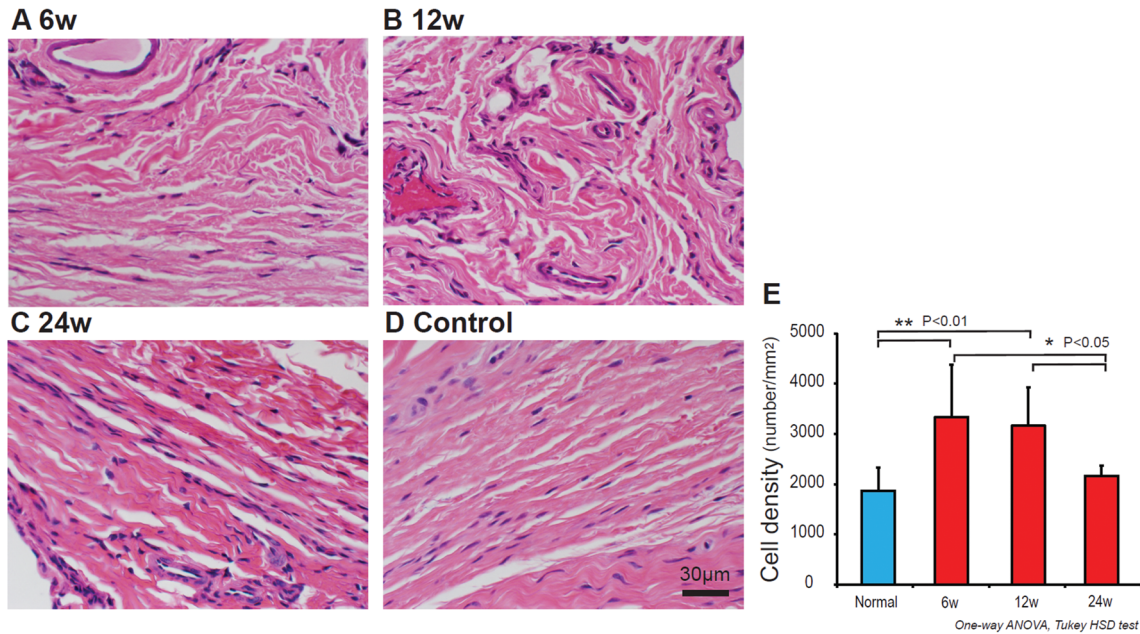 A 6w
B 12w
C 24w
D Control
30μm
E
** P<0.01
* P<0.05
5000
4000
3000
2000
1000
0
Cell density (number/mm²)
Normal 6w 12w 24w
One-way ANOVA, Tukey HSD test